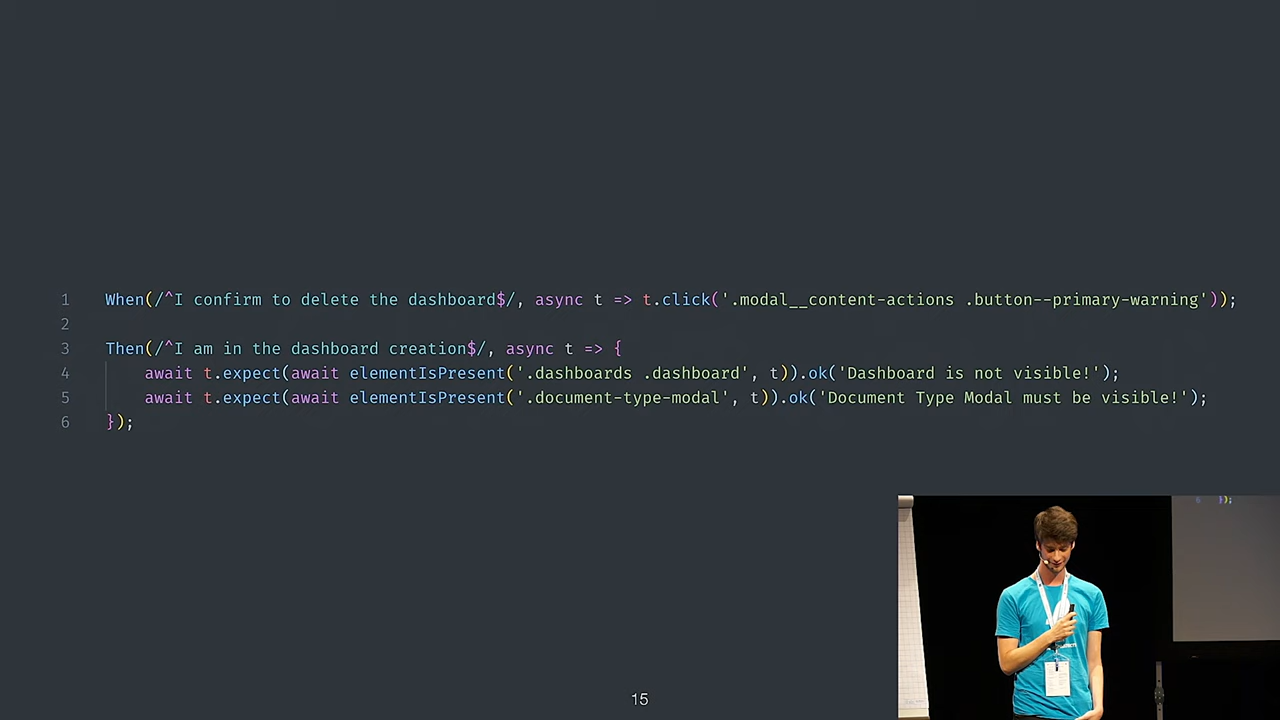 1 When(/^I confirm to delete the dashboard$/, async t => t.click('.modal__content-actions .button--primary-warning'));
2
3 Then(/^I am in the dashboard creation$/, async t => {
4 await t.expect(await elementIsPresent('.dashboards .dashboard', t)).ok('Dashboard is not visible!');
5 await t.expect(await elementIsPresent('.document-type-modal', t)).ok('Document Type Modal must be visible!');
6 });
});
15